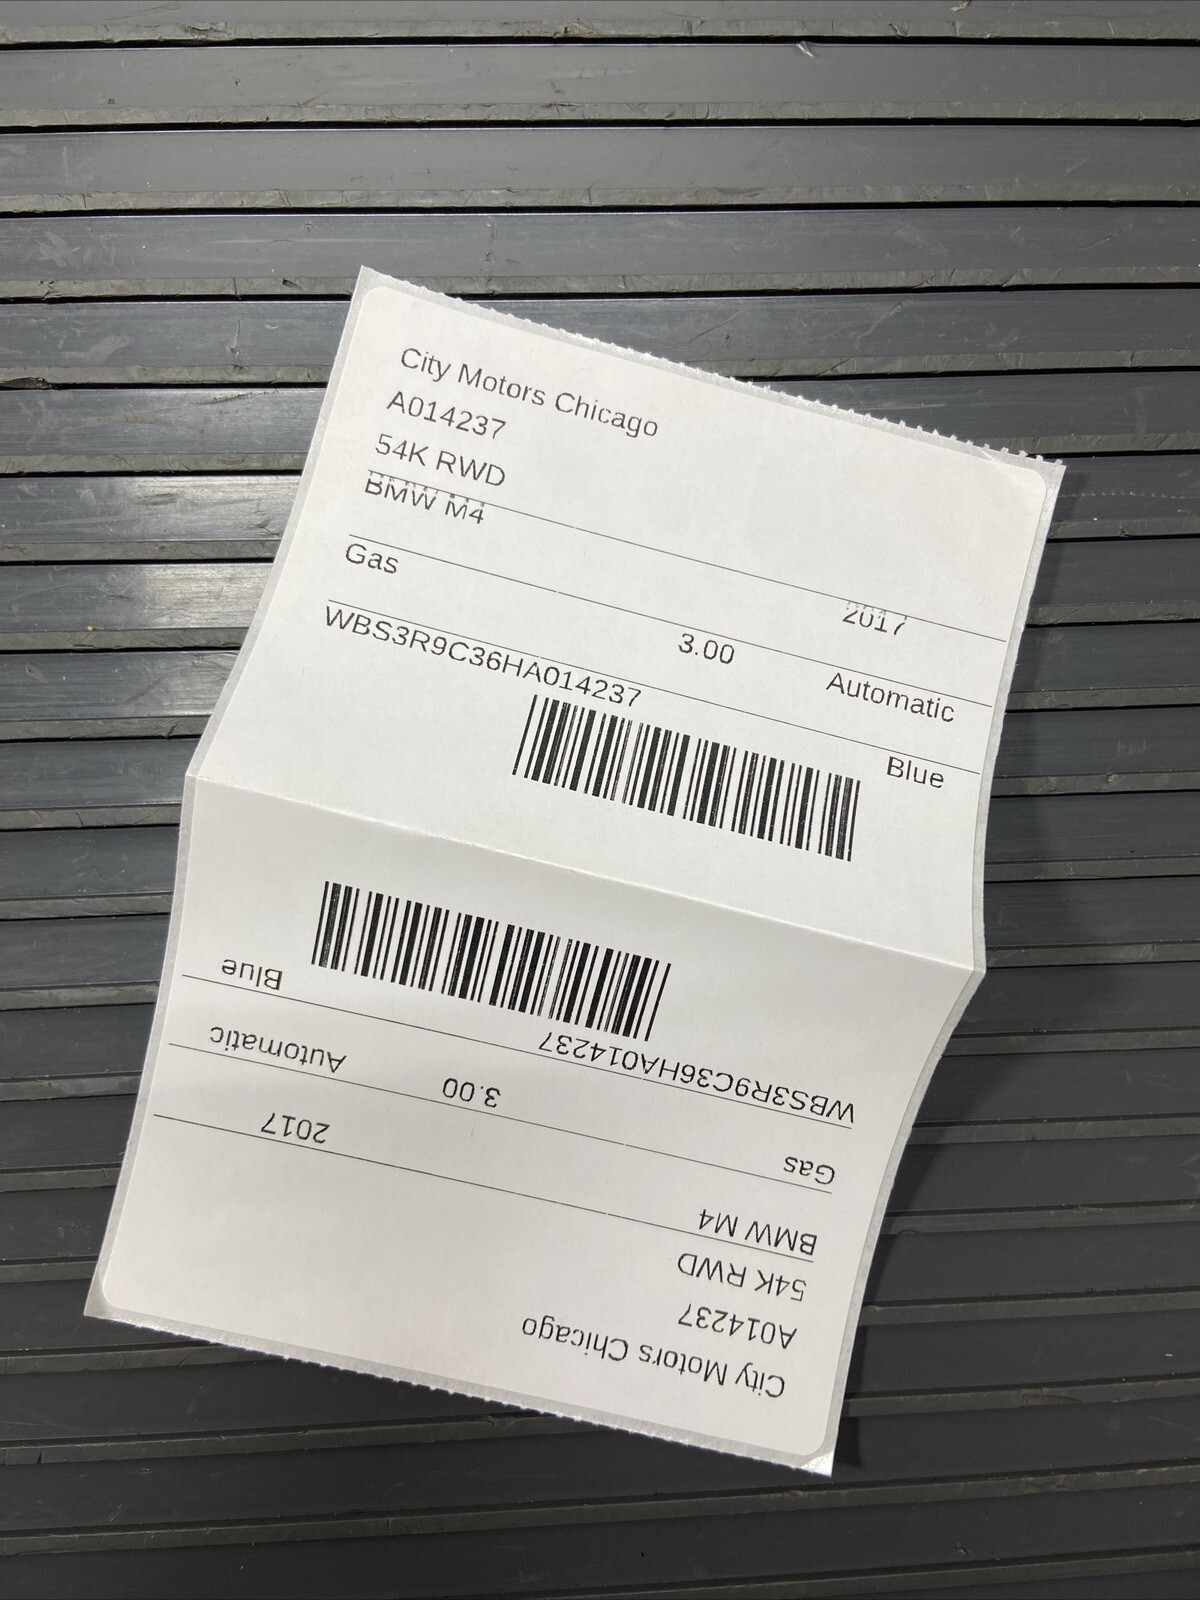 City Motors Chicago
A014237
54K RWD
BMW M4 2017
Gas 3.00 Automatic
WBS3R9C36HA014237 Blue
City Motors Chicago
A014237
54K RWD
BMW M4 2017
Gas 3.00 Automatic
WBS3R9C36HA014237 Blue